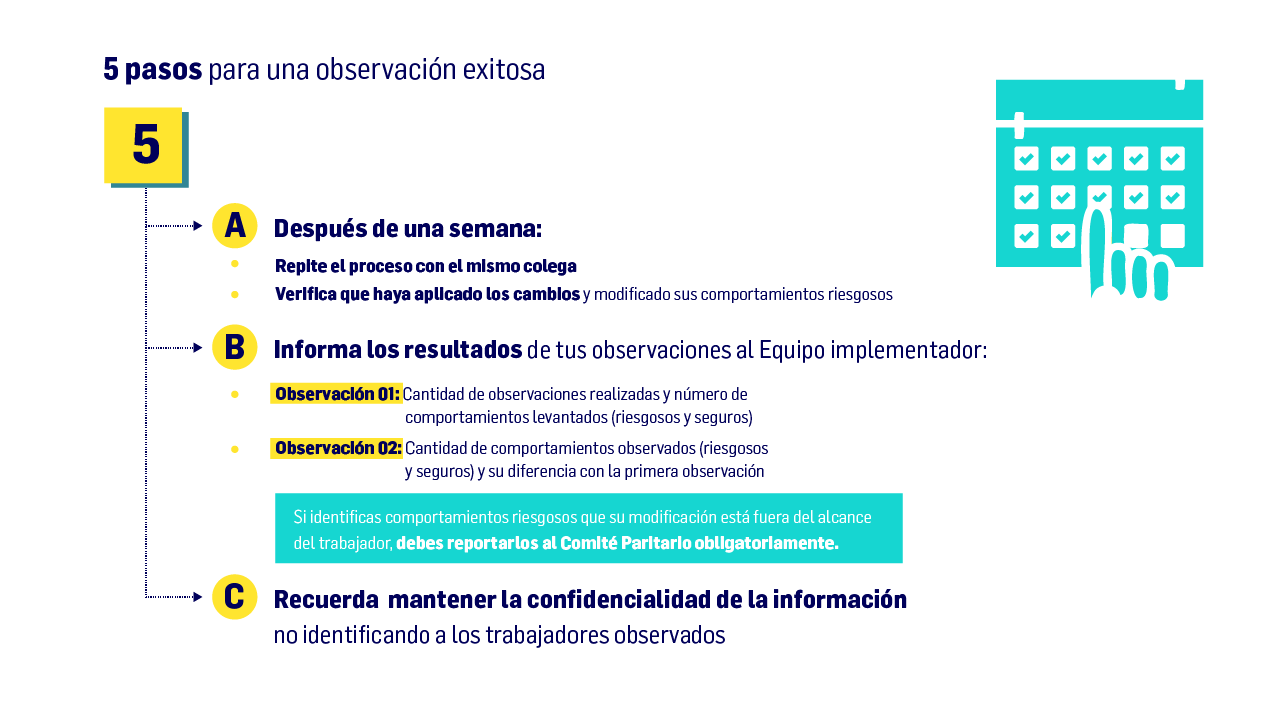 5 pasos para una observación exitosa
5
A
Después de una semana:
Repite el proceso con el mismo colega
Verifica que haya aplicado los cambios y modificado sus comportamientos riesgosos
B
Informa los resultados de tus observaciones al Equipo implementador:
Observación 01: Cantidad de observaciones realizadas y número de
comportamientos levantados (riesgosos y seguros)
Observación 02: Cantidad de comportamientos observados (riesgosos
y seguros) y su diferencia con la primera observación
Si identificas comportamientos riesgosos que su modificación está fuera del alcance
del trabajador, debes reportarlos al Comité Paritario obligatoriamente.
C
Recuerda mantener la confidencialidad de la información
no identificando a los trabajadores observados